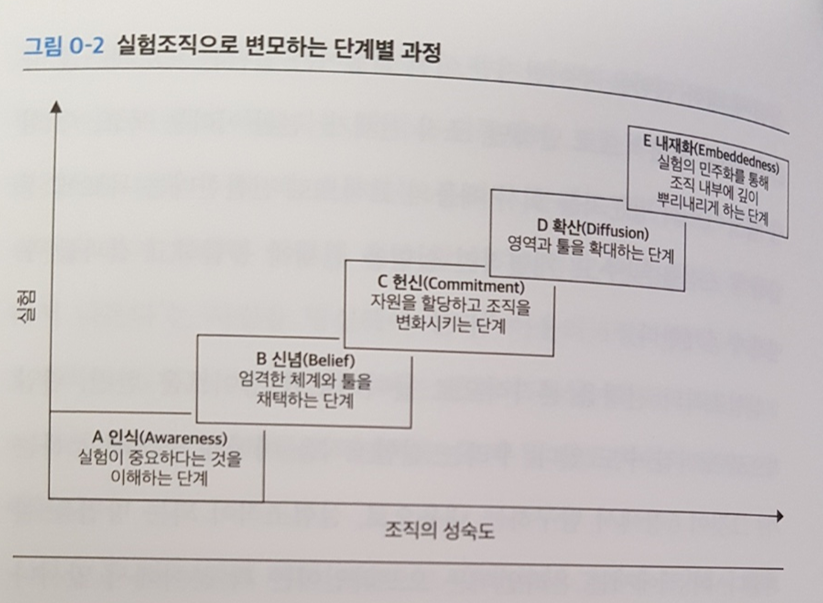 그림 0-2 실험조직으로 변모하는 단계별 과정
E 내재화(Embeddedness)
실험의 민주화를 통해
조직 내부에 깊이
뿌리내리게 하는 단계
D 확산(Diffusion)
영역과 툴을 확대하는 단계
C 헌신(Commitment)
자원을 할당하고 조직을
변화시키는 단계
실험
B 신념(Belief)
엄격한 체계와 툴을
채택하는 단계
A 인식(Awareness)
실험이 중요하다는 것을
이해하는 단계
조직의 성숙도